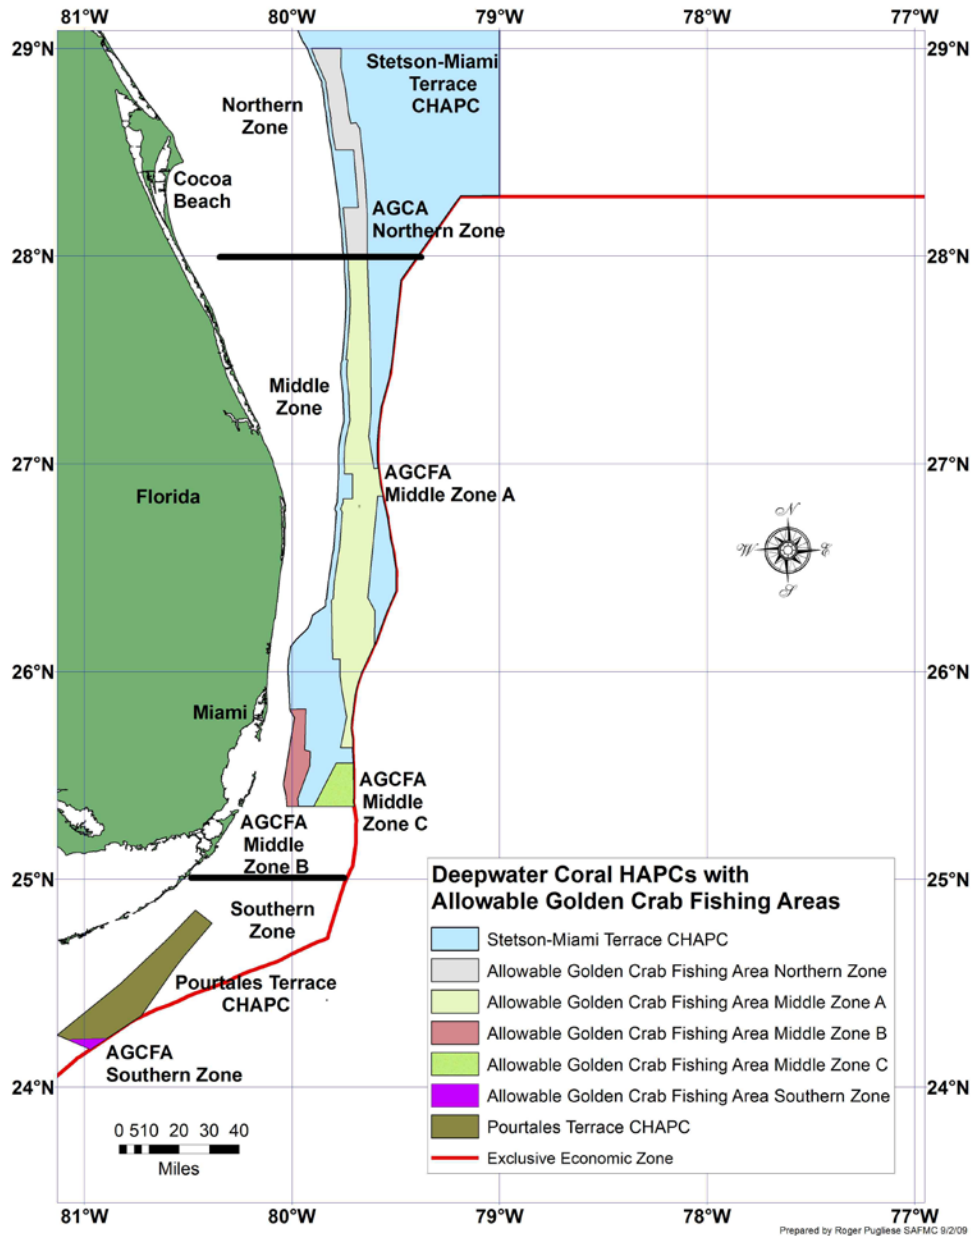 81°W 80°W 79°W 78°W 77°W
29°N 29°N
Stetson-Miami
Terrace
CHAPC
Northern
Zone
Cocoa
Beach
AGCA
Northern Zone
28°N 28°N
Middle
Zone
27°N 27°N
AGCFA
Middle Zone A
Florida
N
W E
S
26°N 26°N
Miami
AGCFA
Middle
Zone C
AGCFA
Middle
Zone B
25°N 25°N
Southern
Zone
Pourtales Terrace
CHAPC
AGCFA
Southern Zone
24°N 24°N
Deepwater Coral HAPCs with
Allowable Golden Crab Fishing Areas
Stetson-Miami Terrace CHAPC
Allowable Golden Crab Fishing Area Northern Zone
Allowable Golden Crab Fishing Area Middle Zone A
Allowable Golden Crab Fishing Area Middle Zone B
Allowable Golden Crab Fishing Area Middle Zone C
Allowable Golden Crab Fishing Area Southern Zone
Pourtales Terrace CHAPC
Exclusive Economic Zone
0 510 20 30 40
Miles
81°W 80°W 79°W 78°W 77°W
Prepared by Roger Pugliese SAFMC 9/2/09